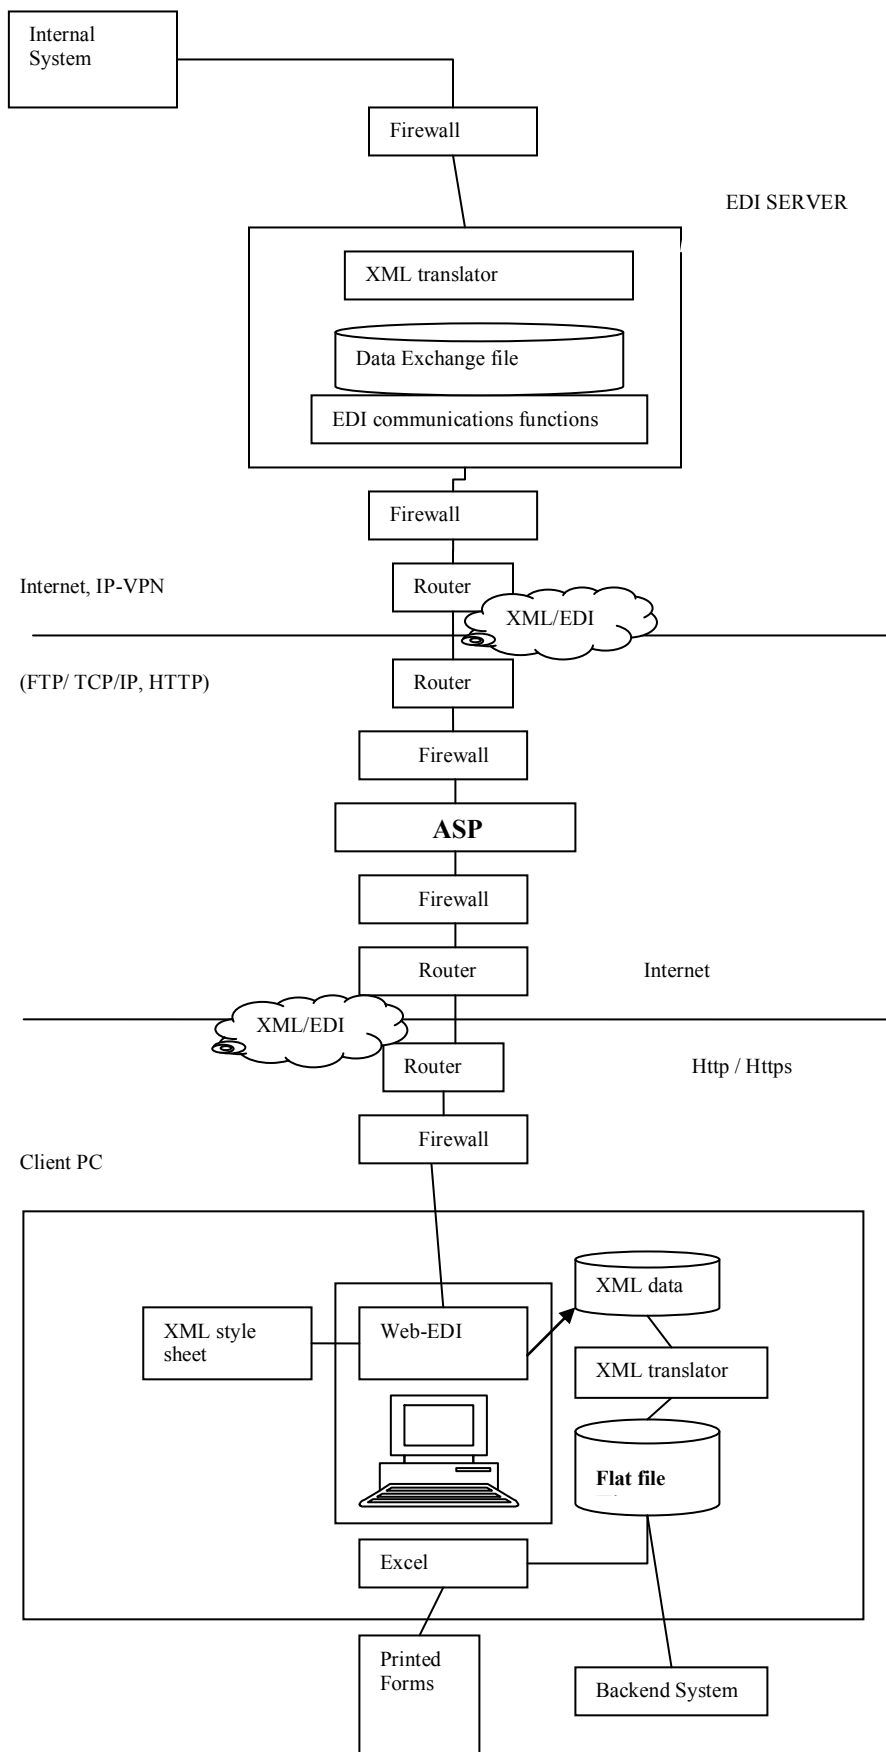 Internal
System
Firewall
EDI SERVER
XML translator
Data Exchange file
EDI communications functions
Firewall
Internet, IP-VPN
Router
XML/EDI
(FTP/ TCP/IP, HTTP)
Router
Firewall
ASP
Firewall
Router
Internet
XML/EDI
Router
Http / Https
Firewall
Client PC
XML data
XML style
sheet
Web-EDI
XML translator
Flat file
Excel
Printed
Forms
Backend System